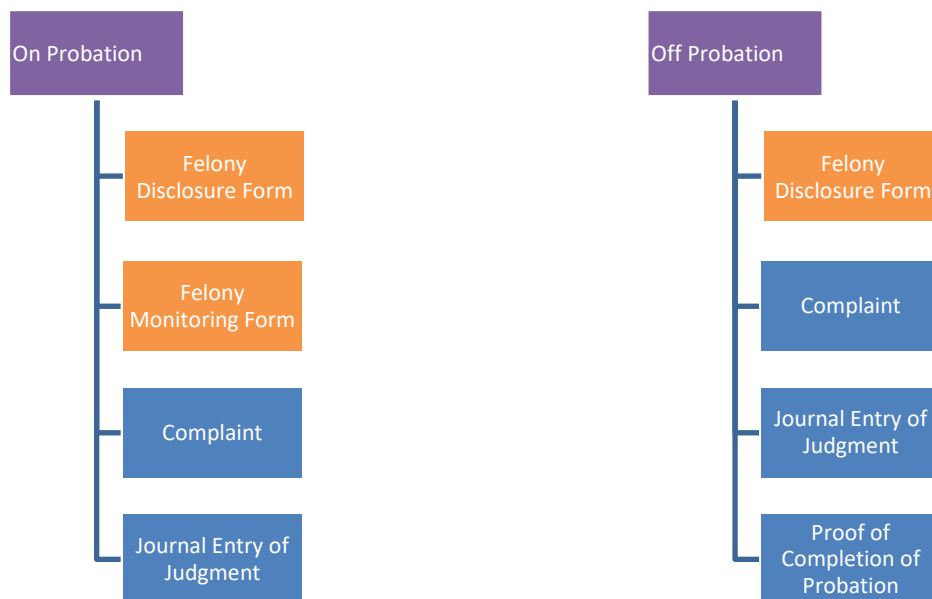 On Probation
Felony
Disclosure Form
Felony
Monitoring Form
Complaint
Journal Entry of
Judgment
Off Probation
Felony
Disclosure Form
Complaint
Journal Entry of
Judgment
Proof of
Completion of
Probation